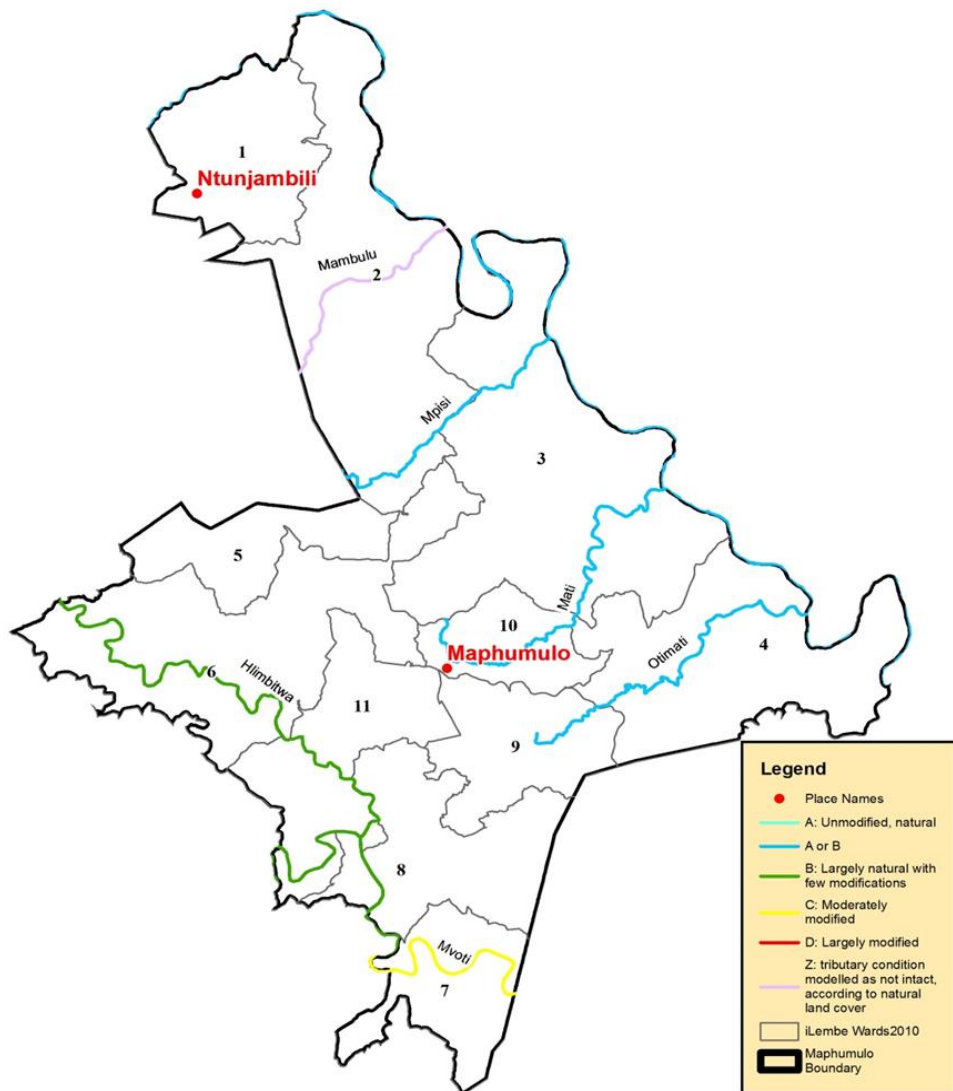 1
Ntunjambili
Mambulu
2
Mpisi
3
5
10
Mati
Maphumulo
Otimati
4
6
Hlimbitwa
11
9
8
Mvoti
7
Legend
Place Names
A: Unmodified, natural
A or B
B: Largely natural with
few modifications
C: Moderately
modified
D: Largely modified
Z: tributary condition
modelled as not intact,
according to natural
land cover
iLembe Wards2010
Maphumulo
Boundary